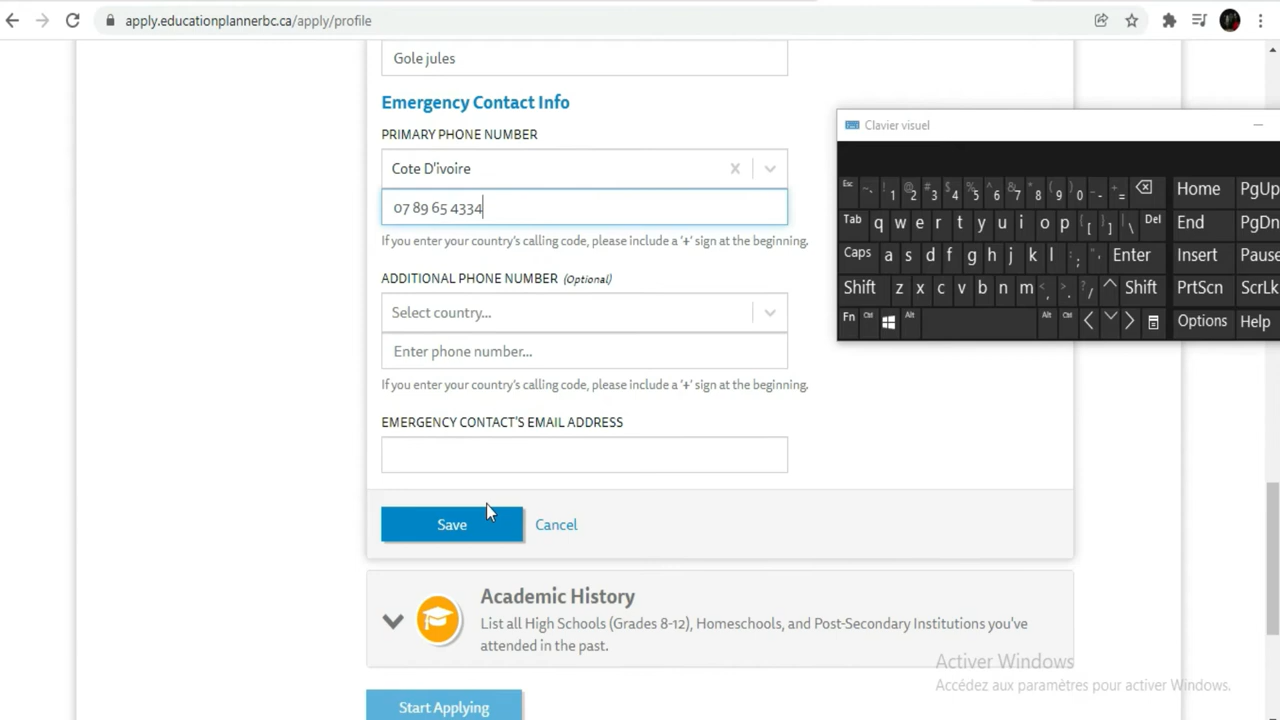 apply.educationplannerbc.ca/apply/profile
Gole jules
Emergency Contact Info
PRIMARY PHONE NUMBER
Cote D'ivoire
07 89 65 4334
If you enter your country's calling code, please include a '+' sign at the beginning.
ADDITIONAL PHONE NUMBER (Optional)
Select country...
Enter phone number...
If you enter your country's calling code, please include a '+' sign at the beginning.
EMERGENCY CONTACT'S EMAIL ADDRESS
Save Cancel
Academic History
List all High Schools (Grades 8-12), Homeschools, and Post-Secondary Institutions you've
attended in the past.
Start Applying
Clavier visuel
Esc ~ ` ! 1 @ 2 # 3 $ 4 % 5 ^ 6 & 7 * 8 ( 9 ) 0 _ - + = Home PgUp
Tab q w e r t y u i o p { [ } ] | \ Del End PgDn
Caps a s d f g h j k l : ; " ' Enter Insert Pause
Shift z x c v b n m < , > . ? / ^ Shift PrtScn ScrLk
Fn Ctrl Alt Alt Ctrl < > Options Help
Activer Windows
Accédez aux paramètres pour activer Windows.